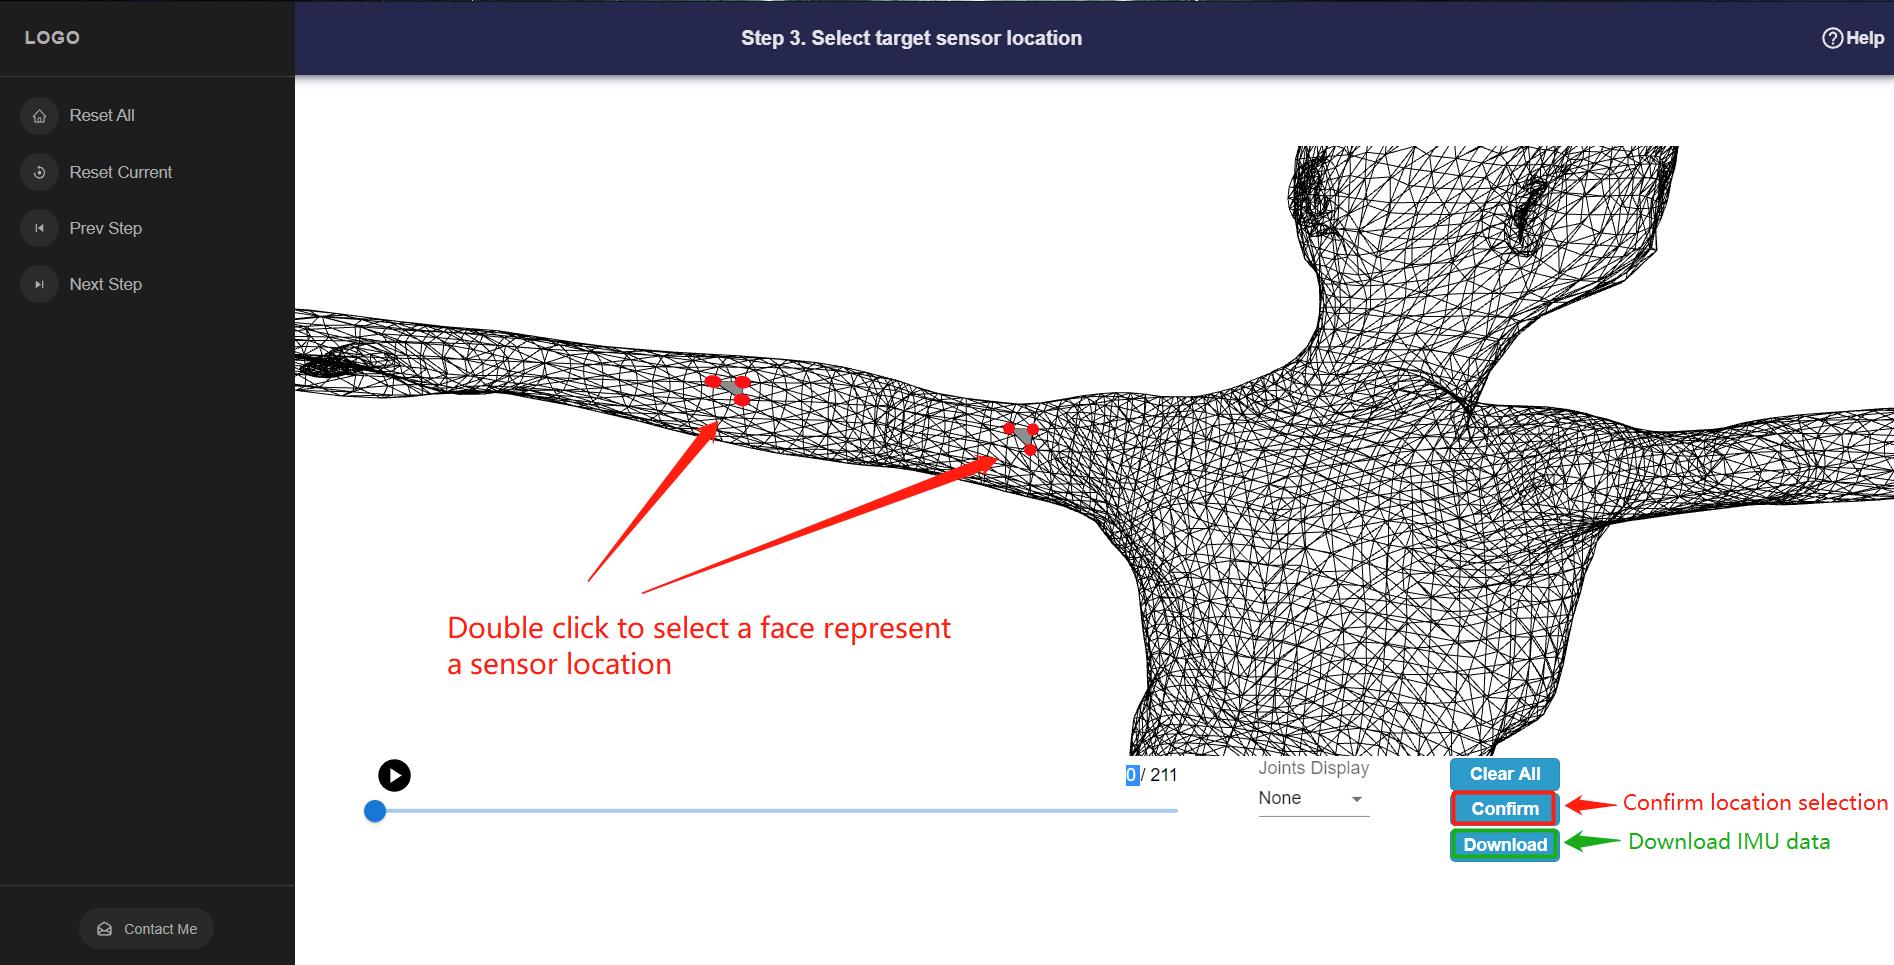 LOGO
Step 3. Select target sensor location
Help
Reset All
Reset Current
Prev Step
Next Step
Double click to select a face represent
a sensor location
0 / 211
Joints Display
None
Clear All
Confirm
Confirm location selection
Download
Download IMU data
Contact Me